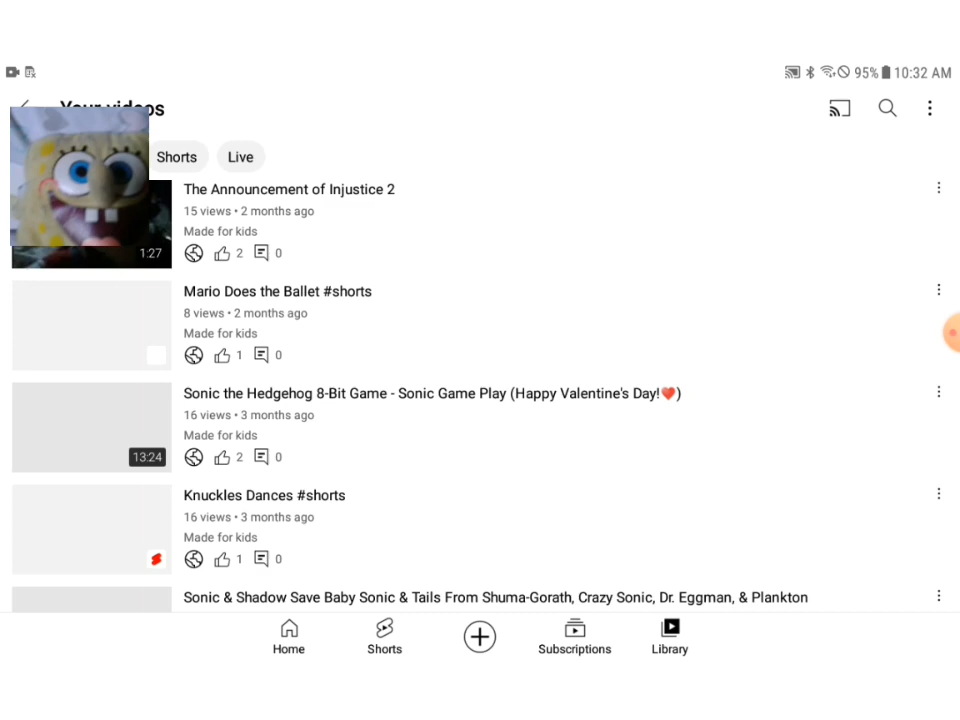 95% 10:32 AM
Your videos
Shorts Live
The Announcement of Injustice 2
15 views • 2 months ago
Made for kids
2 0
1:27
Mario Does the Ballet #shorts
8 views • 2 months ago
Made for kids
1 0
Sonic the Hedgehog 8-Bit Game - Sonic Game Play (Happy Valentine's Day!❤️)
16 views • 3 months ago
Made for kids
2 0
13:24
Knuckles Dances #shorts
16 views • 3 months ago
Made for kids
1 0
Sonic & Shadow Save Baby Sonic & Tails From Shuma-Gorath, Crazy Sonic, Dr. Eggman, & Plankton
Home Shorts Subscriptions Library